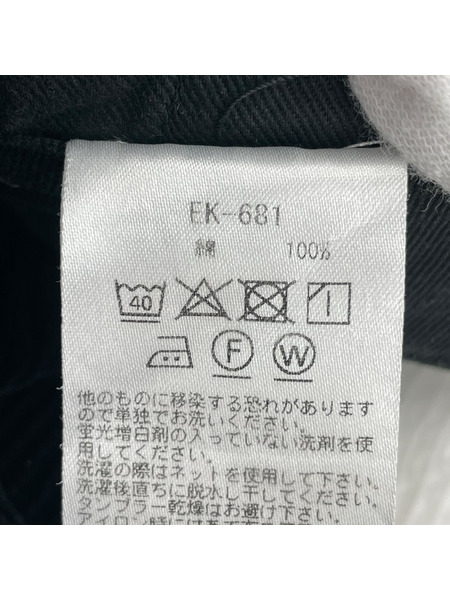 EK-681
綿 100%
40
F W
他のものに移染する恐れがあります
ので単独でお洗いください。
蛍光増白剤の入っていない洗剤を使
用してください。
洗濯の際はネットを使用して下さい。
洗濯後直ちに脱水し干してください。
タンブラー乾燥はお避け下さい。